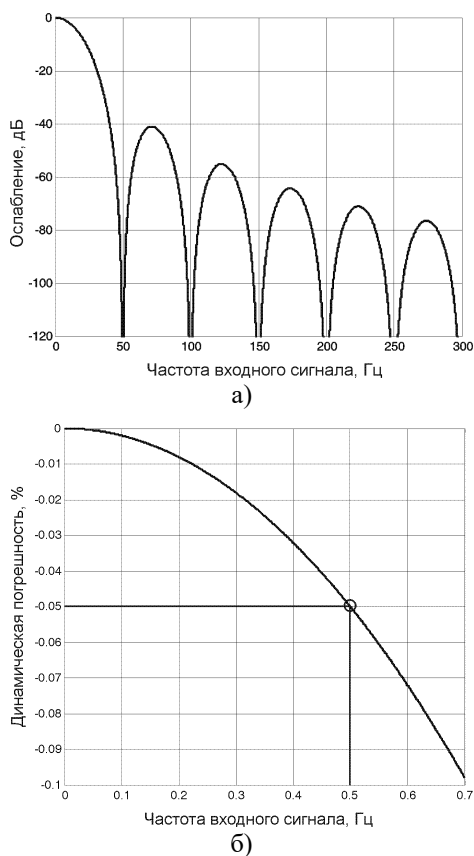 0
-20
-40
-60
-80
-100
-120
Ослабление, дБ
0 50 100 150 200 250 300
Частота входного сигнала, Гц
а)
0
-0.01
-0.02
-0.03
-0.04
-0.05
-0.06
-0.07
-0.08
-0.09
-0.1
Динамическая погрешность, %
0 0.1 0.2 0.3 0.4 0.5 0.6 0.7
Частота входного сигнала, Гц
б)